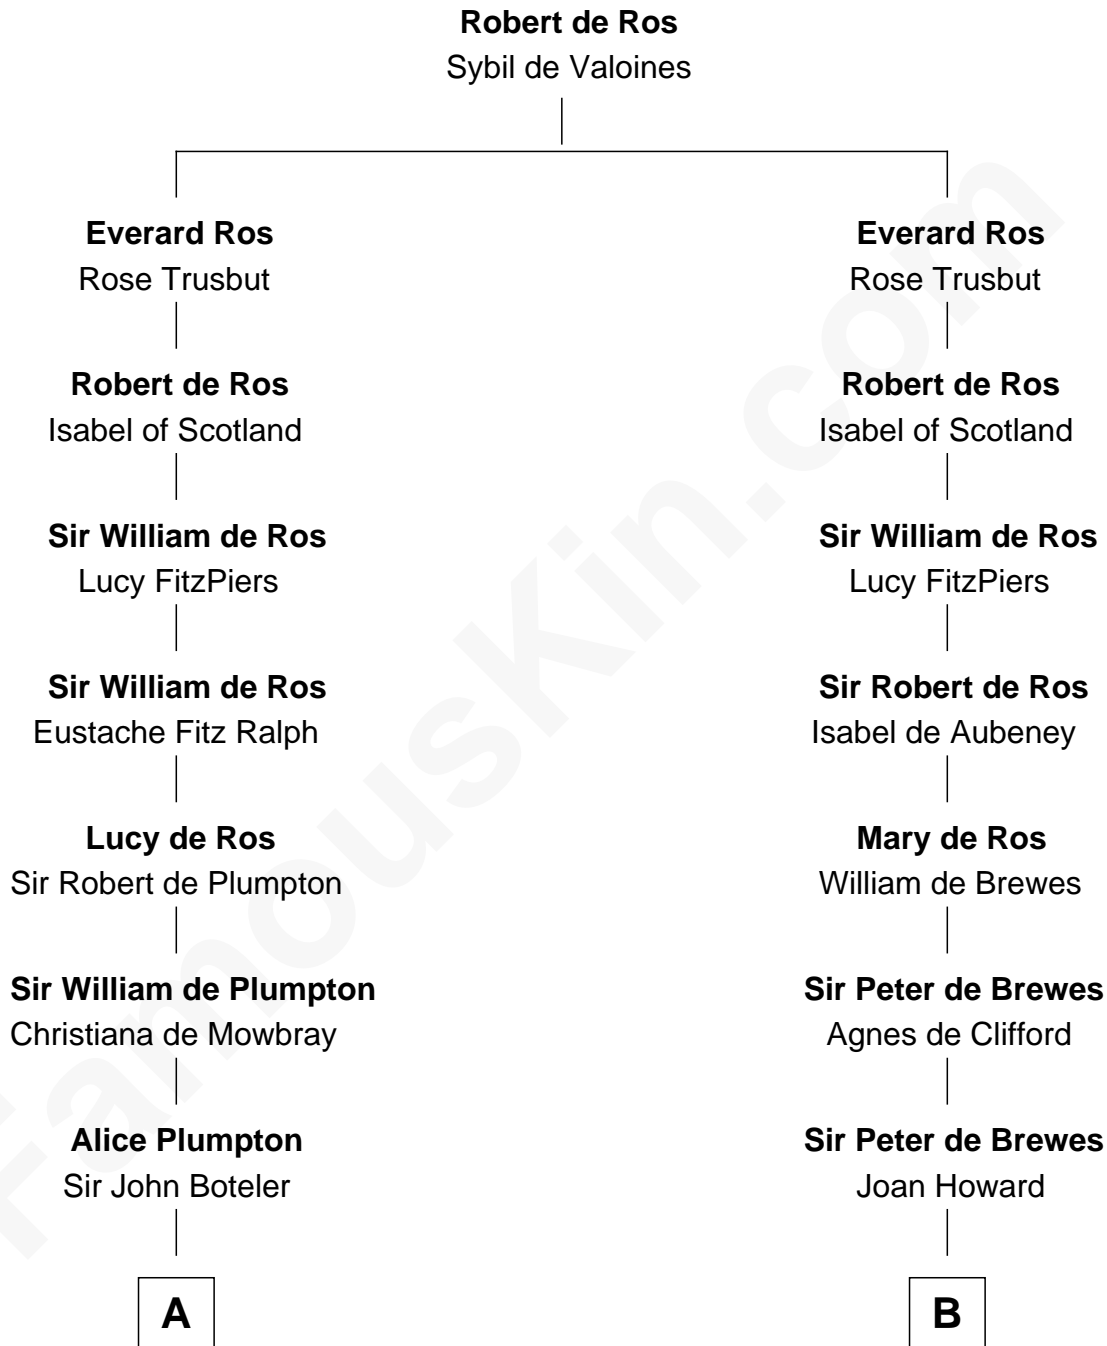 Robert de Ros
Sybil de Valoines
Everard Ros
Rose Trusbut
Robert de Ros
Isabel of Scotland
Sir William de Ros
Lucy FitzPiers
Sir William de Ros
Eustache Fitz Ralph
Lucy de Ros
Sir Robert de Plumpton
Sir William de Plumpton
Christiana de Mowbray
Alice Plumpton
Sir John Boteler
A
Everard Ros
Rose Trusbut
Robert de Ros
Isabel of Scotland
Sir William de Ros
Lucy FitzPiers
Sir Robert de Ros
Isabel de Aubeney
Mary de Ros
William de Brewes
Sir Peter de Brewes
Agnes de Clifford
Sir Peter de Brewes
Joan Howard
B
FamousKin.com